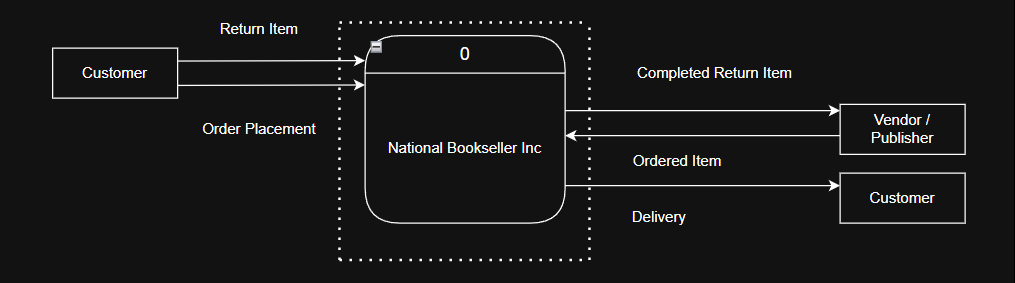 Return Item
0
Customer
Completed Return Item
Order Placement
National Bookseller Inc
Vendor /
Publisher
Ordered Item
Customer
Delivery